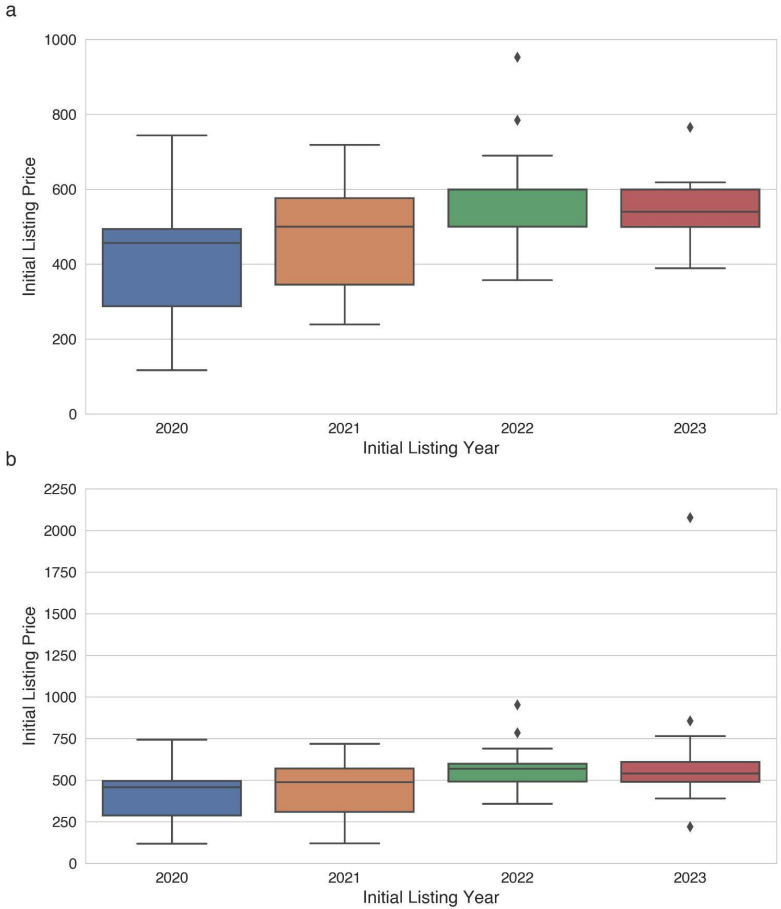 a
1000
800
600
400
200
0
Initial Listing Price
2020 2021 2022 2023
Initial Listing Year
b
2250
2000
1750
1500
1250
1000
750
500
250
0
Initial Listing Price
2020 2021 2022 2023
Initial Listing Year